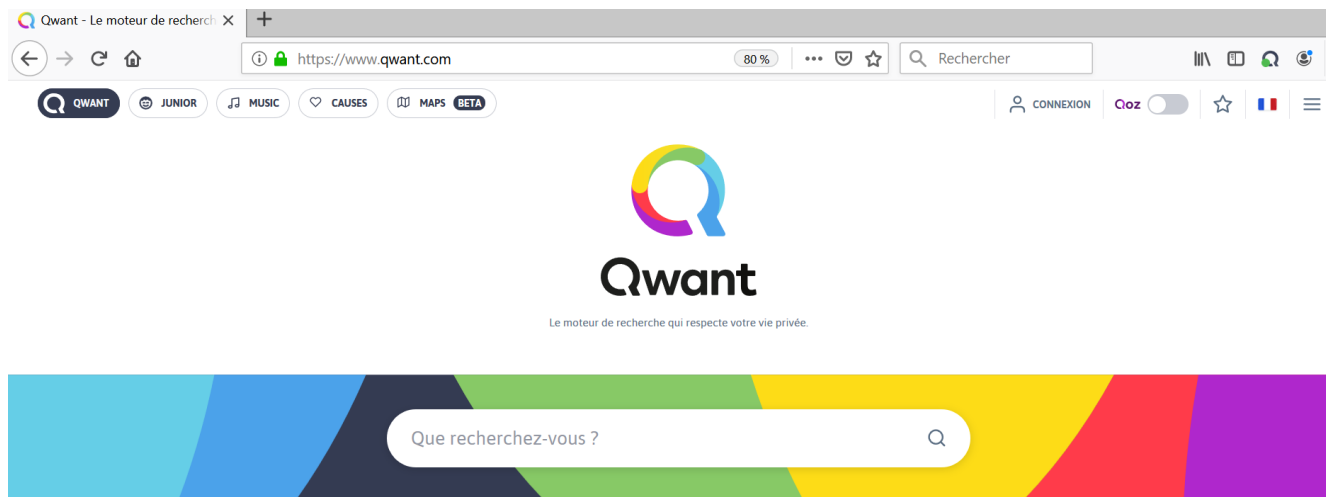 Qwant - Le moteur de recherch
https://www.qwant.com
80 %
Rechercher
QWANT
JUNIOR
MUSIC
CAUSES
MAPS BETA
CONNEXION
Qoz
Qwant
Le moteur de recherche qui respecte votre vie privée.
Que recherchez-vous ?